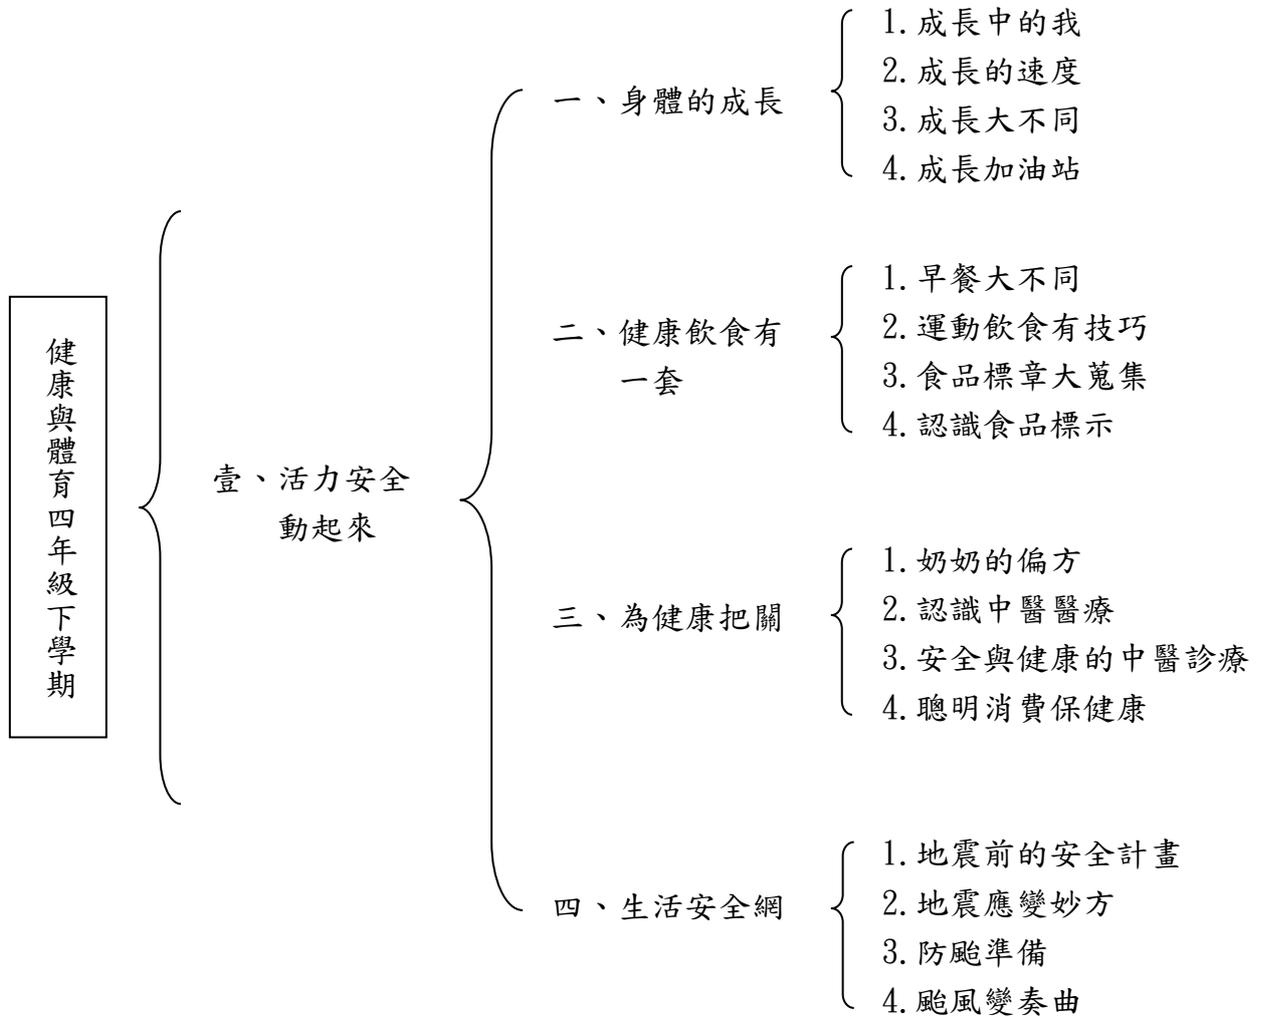 健康與體育四年級下學期
壹、活力安全
動起來
一、身體的成長
1.成長中的我
2.成長的速度
3.成長大不同
4.成長加油站
二、健康飲食有
一套
1.早餐大不同
2.運動飲食有技巧
3.食品標章大蒐集
4.認識食品標示
三、為健康把關
1.奶奶的偏方
2.認識中醫醫療
3.安全與健康的中醫診療
4.聰明消費保健康
四、生活安全網
1.地震前的安全計畫
2.地震應變妙方
3.防颱準備
4.颱風變奏曲